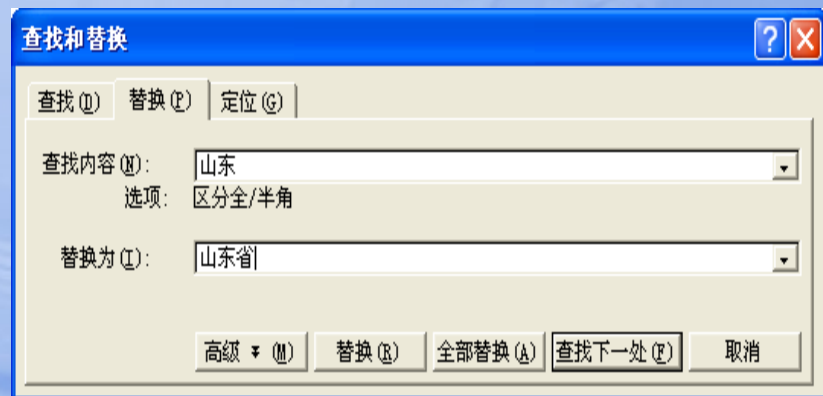 查找和替换
查找(D) 替换(P) 定位(G)
查找内容(N): 山东
选项: 区分全/半角
替换为(I): 山东省
高级 (M) 替换(R) 全部替换(A) 查找下一处(F) 取消